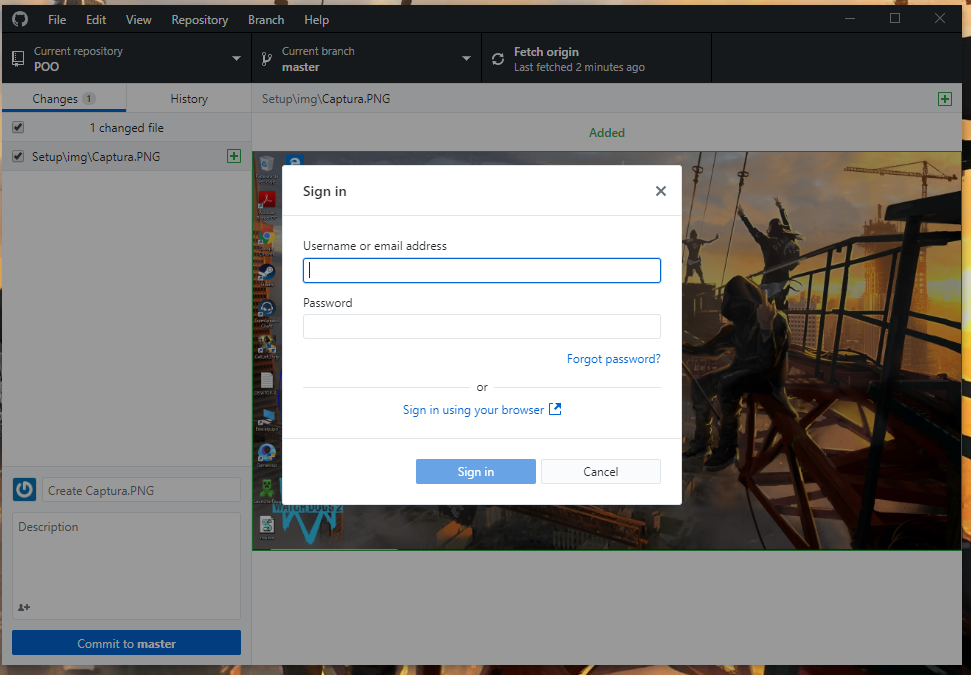 File Edit View Repository Branch Help
Current repository
POO
Current branch
master
Fetch origin
Last fetched 2 minutes ago
Changes 1
History
Setup\img\Captura.PNG
1 changed file
Setup\img\Captura.PNG
Added
Sign in
Username or email address
Password
Forgot password?
or
Sign in using your browser
Sign in
Cancel
WATCH DOGS 2
Create Captura.PNG
Description
Commit to master